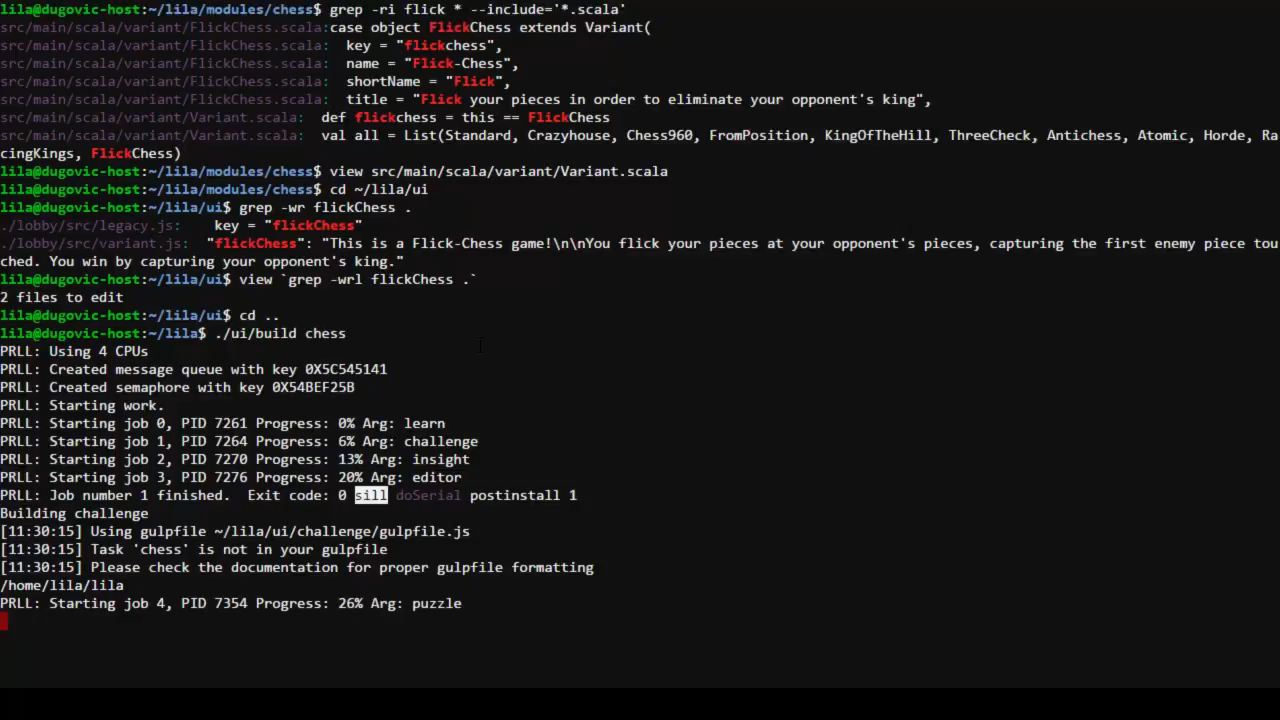 lila@dugovic-host:~/lila/modules/chess$ grep -ri flick * --include='*.scala'
src/main/scala/variant/FlickChess.scala:case object FlickChess extends Variant(
src/main/scala/variant/FlickChess.scala:  key = "flickchess",
src/main/scala/variant/FlickChess.scala:  name = "Flick-Chess",
src/main/scala/variant/FlickChess.scala:  shortName = "Flick",
src/main/scala/variant/FlickChess.scala:  title = "Flick your pieces in order to eliminate your opponent's king",
src/main/scala/variant/Variant.scala:  def flickchess = this == FlickChess
src/main/scala/variant/Variant.scala:  val all = List(Standard, Crazyhouse, Chess960, FromPosition, KingOfTheHill, ThreeCheck, Antichess, Atomic, Horde, Ra
cingKings, FlickChess)
lila@dugovic-host:~/lila/modules/chess$ view src/main/scala/variant/Variant.scala
lila@dugovic-host:~/lila/modules/chess$ cd ~/lila/ui
lila@dugovic-host:~/lila/ui$ grep -wr flickChess .
./lobby/src/legacy.js:    key = "flickChess"
./lobby/src/variant.js:   "flickChess": "This is a Flick-Chess game!\n\nYou flick your pieces at your opponent's pieces, capturing the first enemy piece tou
ched. You win by capturing your opponent's king."
lila@dugovic-host:~/lila/ui$ view `grep -wrl flickChess .`
2 files to edit
lila@dugovic-host:~/lila/ui$ cd ..
lila@dugovic-host:~/lila$ ./ui/build chess
PRLL: Using 4 CPUs
PRLL: Created message queue with key 0X5C545141
PRLL: Created semaphore with key 0X54BEF25B
PRLL: Starting work.
PRLL: Starting job 0, PID 7261 Progress: 0% Arg: learn
PRLL: Starting job 1, PID 7264 Progress: 6% Arg: challenge
PRLL: Starting job 2, PID 7270 Progress: 13% Arg: insight
PRLL: Starting job 3, PID 7276 Progress: 20% Arg: editor
PRLL: Job number 1 finished.  Exit code: 0 sill doSerial postinstall 1
Building challenge
[11:30:15] Using gulpfile ~/lila/ui/challenge/gulpfile.js
[11:30:15] Task 'chess' is not in your gulpfile
[11:30:15] Please check the documentation for proper gulpfile formatting
/home/lila/lila
PRLL: Starting job 4, PID 7354 Progress: 26% Arg: puzzle